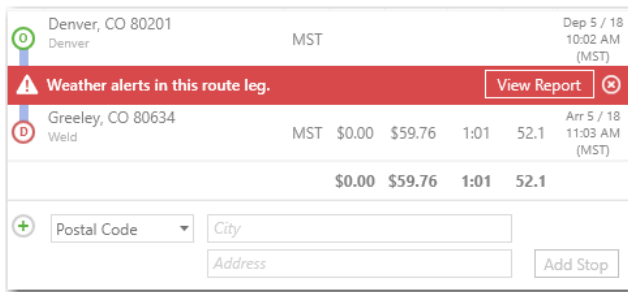 O Denver, CO 80201 MST Dep 5 / 18
Denver 10:02 AM
(MST)
Weather alerts in this route leg. View Report
D Greeley, CO 80634 MST $0.00 $59.76 1:01 52.1 Arr 5 / 18
Weld 11:03 AM
(MST)
$0.00 $59.76 1:01 52.1
Postal Code City
Address Add Stop